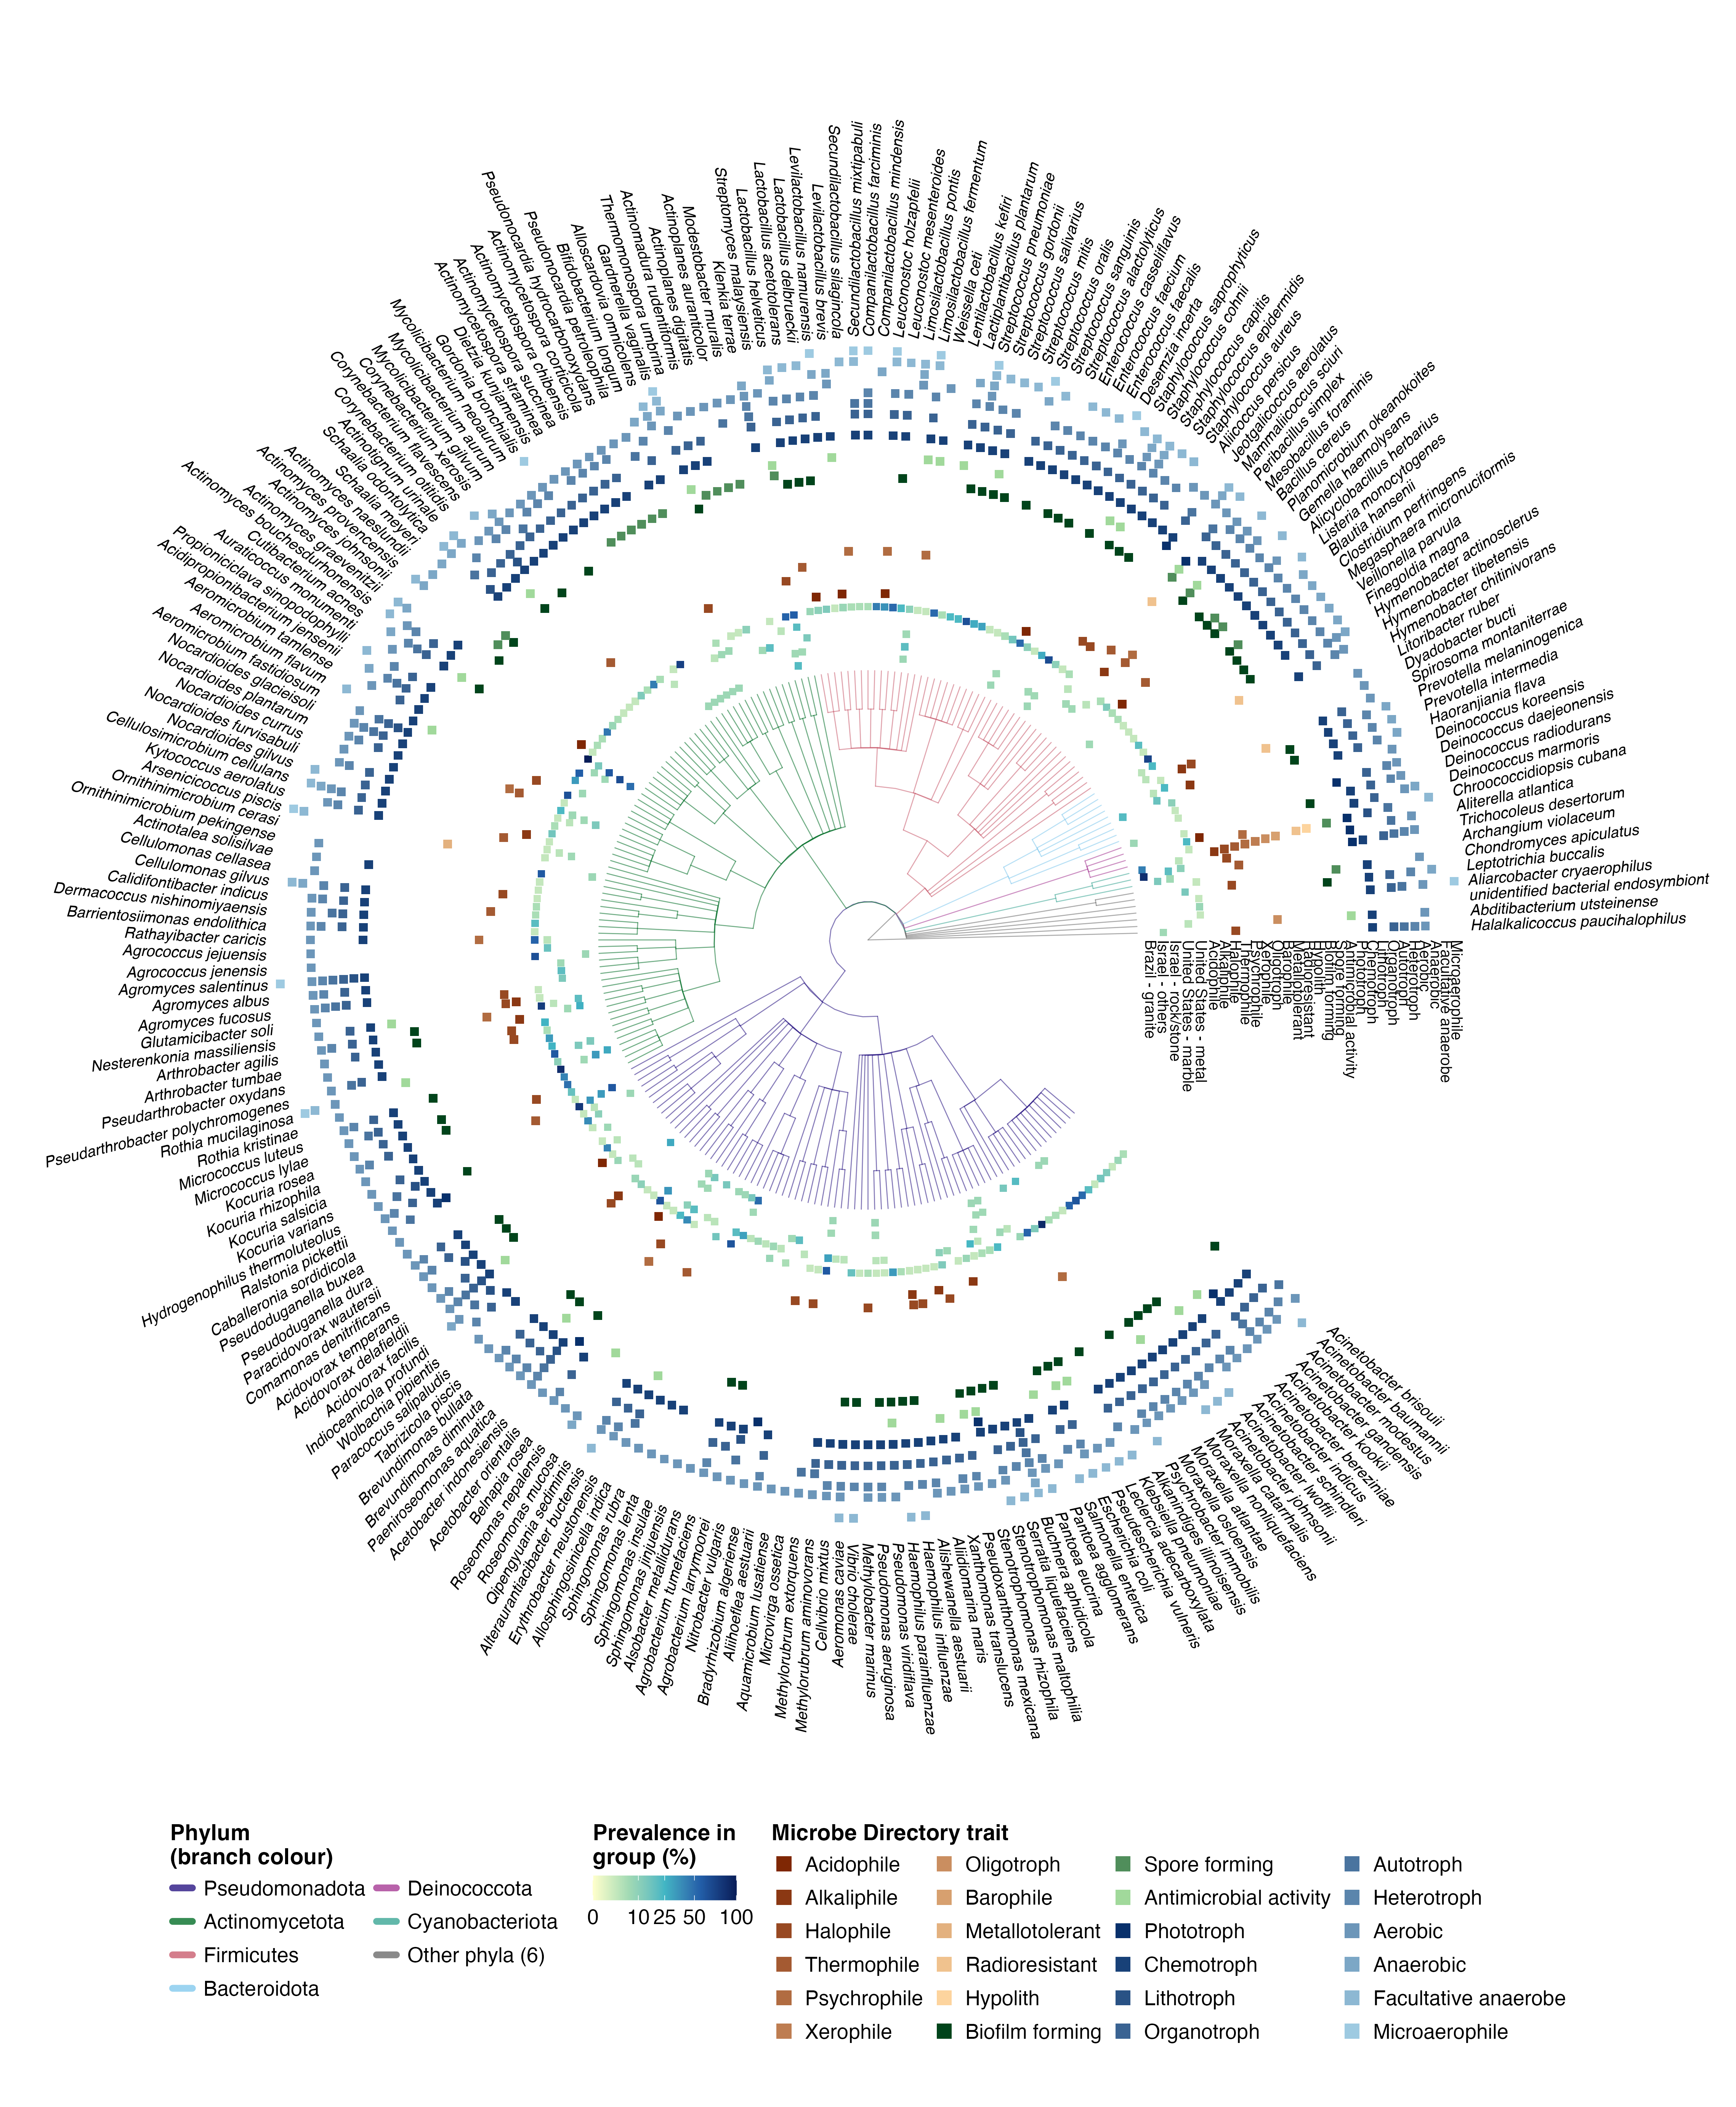 Pseudonocardia hydrocarbonoxydans
Pseudonocardia petroleophila
Bifidobacterium longum
Alloscardovia omnicolens
Gardnerella vaginalis
Thermomonospora umbrina
Actinomadura rudentiformis
Actinoplanes digitatis
Actinoplanes auranticolor
Modestobacter muralis
Klenkia terrae
Streptomyces malaysiensis
Lactobacillus helveticus
Lactobacillus acetotolerans
Lactobacillus delbrueckii
Levilactobacillus namurensis
Levilactobacillus brevis
Secundilactobacillus silagincola
Secundilactobacillus mixtipabuli
Companilactobacillus farciminis
Companilactobacillus mindensis
Leuconostoc holzapfelii
Leuconostoc mesenteroides
Limosilactobacillus pontis
Limosilactobacillus fermentum
Weissella ceti
Lentilactobacillus kefiri
Lactiplantibacillus plantarum
Streptococcus pneumoniae
Streptococcus gordonii
Streptococcus salivarius
Streptococcus mitis
Streptococcus oralis
Streptococcus sanguinis
Streptococcus alactolyticus
Enterococcus casseliflavus
Enterococcus faecium
Enterococcus faecalis
Desemzia incerta
Staphylococcus saprophyticus
Staphylococcus cohnii
Staphylococcus capitis
Staphylococcus epidermidis
Staphylococcus aureus
Aliicoccus persicus
Jeotgalicoccus aerolatus
Mammaliicoccus sciuri
Peribacillus simplex
Mesobacillus foraminis
Bacillus cereus
Planomicrobium okeanokoites
Gemella haemolysans
Alicyclobacillus herbarius
Listeria monocytogenes
Blautia hansenii
Clostridium perfringens
Megasphaera micronuciformis
Veillonella parvula
Finegoldia magna
Hymenobacter actinosclerus
Hymenobacter tibetensis
Hymenobacter chitinivorans
Litoribacter ruber
Dyadobacter bucti
Spirosoma montaniterrae
Prevotella melaninogenica
Prevotella intermedia
Haoranjiania flava
Deinococcus koreensis
Deinococcus daejeonensis
Deinococcus radiodurans
Deinococcus marmoris
Chroococcidiopsis cubana
Aliterella atlantica
Trichocoleus desertorum
Archangium violaceum
Chondromyces apiculatus
Leptotrichia buccalis
Aliarcobacter cryaerophilus
unidentified bacterial endosymbiont
Abditibacterium utsteinense
Halalkalicoccus paucihalophilus
Actinomycetospora corticicola
Actinomycetospora chibensis
Actinomycetospora succinea
Actinomycetospora straminea
Dietzia kunjamensis
Gordonia bronchialis
Mycolicibacterium neoaurum
Mycolicibacterium aurum
Mycolicibacterium gilvum
Corynebacterium xerosis
Corynebacterium flavescens
Corynebacterium otitidis
Actinotignum urinale
Schaalia odontolytica
Schaalia meyeri
Actinomyces naeslundii
Actinomyces provencensis
Actinomyces johnsonii
Actinomyces graevenitzii
Actinomyces bouchesdurhonensis
Cutibacterium acnes
Auraticoccus monumenti
Propioniciclava sinopodophylli
Acidipropionibacterium jensenii
Aeromicrobium tamlense
Aeromicrobium flavum
Aeromicrobium fastidiosum
Nocardioides glacieisoli
Nocardioides plantarum
Nocardioides currus
Nocardioides furvisabuli
Nocardioides gilvus
Cellulosimicrobium cellulans
Kytococcus aerolatus
Arsenicicoccus piscis
Ornithinimicrobium cerasi
Ornithinimicrobium pekingense
Actinotalea solisilvae
Cellulomonas cellasea
Cellulomonas gilvus
Calidifontibacter indicus
Dermacoccus nishinomiyaensis
Barrientosiimonas endolithica
Rathayibacter caricis
Agrococcus jejuensis
Agrococcus jenensis
Agromyces salentinus
Agromyces albus
Agromyces fucosus
Glutamicibacter soli
Nesterenkonia massiliensis
Arthrobacter agilis
Arthrobacter tumbae
Pseudarthrobacter oxydans
Pseudarthrobacter polychromogenes
Rothia mucilaginosa
Rothia kristinae
Micrococcus luteus
Micrococcus lylae
Kocuria rosea
Kocuria rhizophila
Kocuria salsicia
Kocuria varians
Hydrogenophilus thermoluteolus
Ralstonia pickettii
Caballeronia sordidicola
Pseudoduganella buxea
Pseudoduganella dura
Paracidovorax wautersii
Comamonas denitrificans
Acidovorax temperans
Acidovorax delafieldii
Acidovorax facilis
Indioceanicola profundi
Wolbachia pipientis
Paracoccus salipaludis
Tabrizicola piscis
Brevundimonas bullata
Brevundimonas diminuta
Brevundimonas aquatica
Paeniroseomonas aquatica
Acetobacter indonesiensis
Acetobacter orientalis
Belnapia rosea
Roseomonas nepalensis
Roseomonas mucosa
Qipengyuania sediminis
Alteraurantiacibacter buctensis
Erythrobacter neustonensis
Allosphingosinicella indica
Sphingomonas rubra
Sphingomonas lenta
Sphingomonas insulae
Sphingomonas jinjuensis
Alsobacter metallidurans
Agrobacterium tumefaciens
Agrobacterium larrymoorei
Nitrobacter vulgaris
Bradyrhizobium algeriense
Aliihoeflea aestuarii
Aquamicrobium lusatiense
Microvirga ossetica
Methylorubrum extorquens
Methylorubrum aminovorans
Cellvibrio mixtus
Aeromonas caviae
Vibrio cholerae
Methylobacter marinus
Pseudomonas aeruginosa
Pseudomonas viridiflava
Haemophilus parainfluenzae
Haemophilus influenzae
Alishewanella aestuarii
Aliidiomarina maris
Xanthomonas translucens
Pseudoxanthomonas mexicana
Stenotrophomonas rhizophila
Stenotrophomonas maltophilia
Serratia liquefaciens
Buchnera aphidicola
Pantoea eucrina
Pantoea agglomerans
Salmonella enterica
Escherichia coli
Pseudescherichia vulneris
Leclercia adecarboxylata
Klebsiella pneumoniae
Alkanindiges illinoisensis
Psychrobacter immobilis
Moraxella osloensis
Moraxella atlantae
Moraxella nonliquefaciens
Moraxella catarrhalis
Acinetobacter johnsonii
Acinetobacter lwoffii
Acinetobacter schindleri
Acinetobacter indicus
Acinetobacter bereziniae
Acinetobacter kookii
Acinetobacter gandensis
Acinetobacter modestus
Acinetobacter baumannii
Acinetobacter brisouii
Brazil - granite
Israel - others
Israel - rock/stone
United States - marble
United States - metal
Acidophile
Alkaliphile
Halophile
Thermophile
Psychrophile
Xerophile
Oligotroph
Barophile
Metallotolerant
Radioresistant
Hypolith
Biofilm forming
Spore forming
Antimicrobial activity
Phototroph
Chemotroph
Lithotroph
Organotroph
Autotroph
Heterotroph
Aerobic
Anaerobic
Facultative anaerobe
Microaerophile
Phylum
(branch colour)
Pseudomonadota
Actinomycetota
Firmicutes
Bacteroidota
Deinococcota
Cyanobacteriota
Other phyla (6)
Prevalence in
group (%)
0 10 25 50 100
Microbe Directory trait
Acidophile
Alkaliphile
Halophile
Thermophile
Psychrophile
Xerophile
Oligotroph
Barophile
Metallotolerant
Radioresistant
Hypolith
Biofilm forming
Spore forming
Antimicrobial activity
Phototroph
Chemotroph
Lithotroph
Organotroph
Autotroph
Heterotroph
Aerobic
Anaerobic
Facultative anaerobe
Microaerophile